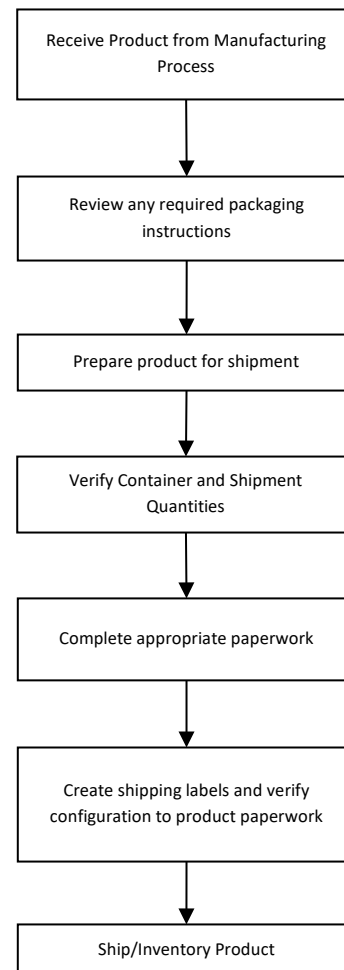 Receive Product from Manufacturing
Process
Review any required packaging
instructions
Prepare product for shipment
Verify Container and Shipment
Quantities
Complete appropriate paperwork
Create shipping labels and verify
configuration to product paperwork
Ship/Inventory Product